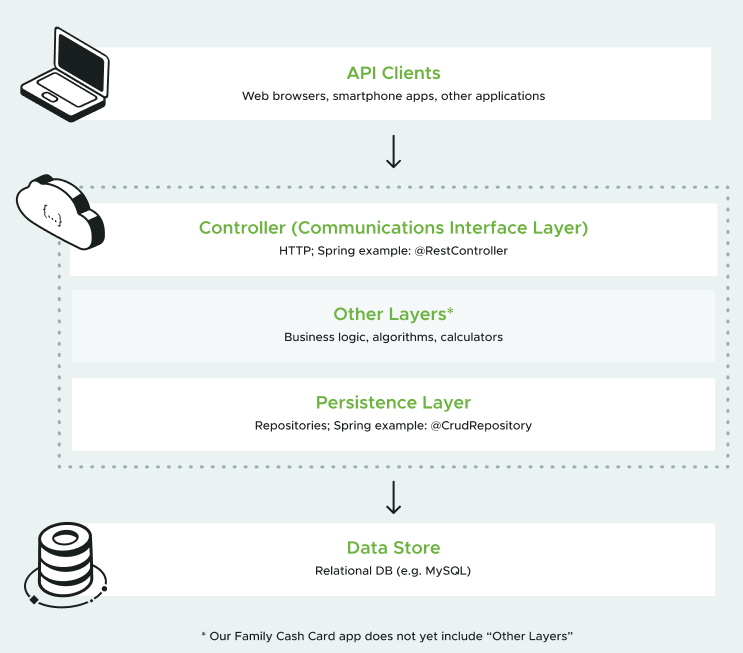 API Clients
Web browsers, smartphone apps, other applications
{...}
Controller (Communications Interface Layer)
HTTP; Spring example: @RestController
Other Layers*
Business logic, algorithms, calculators
Persistence Layer
Repositories; Spring example: @CrudRepository
Data Store
Relational DB (e.g. MySQL)
* Our Family Cash Card app does not yet include “Other Layers”